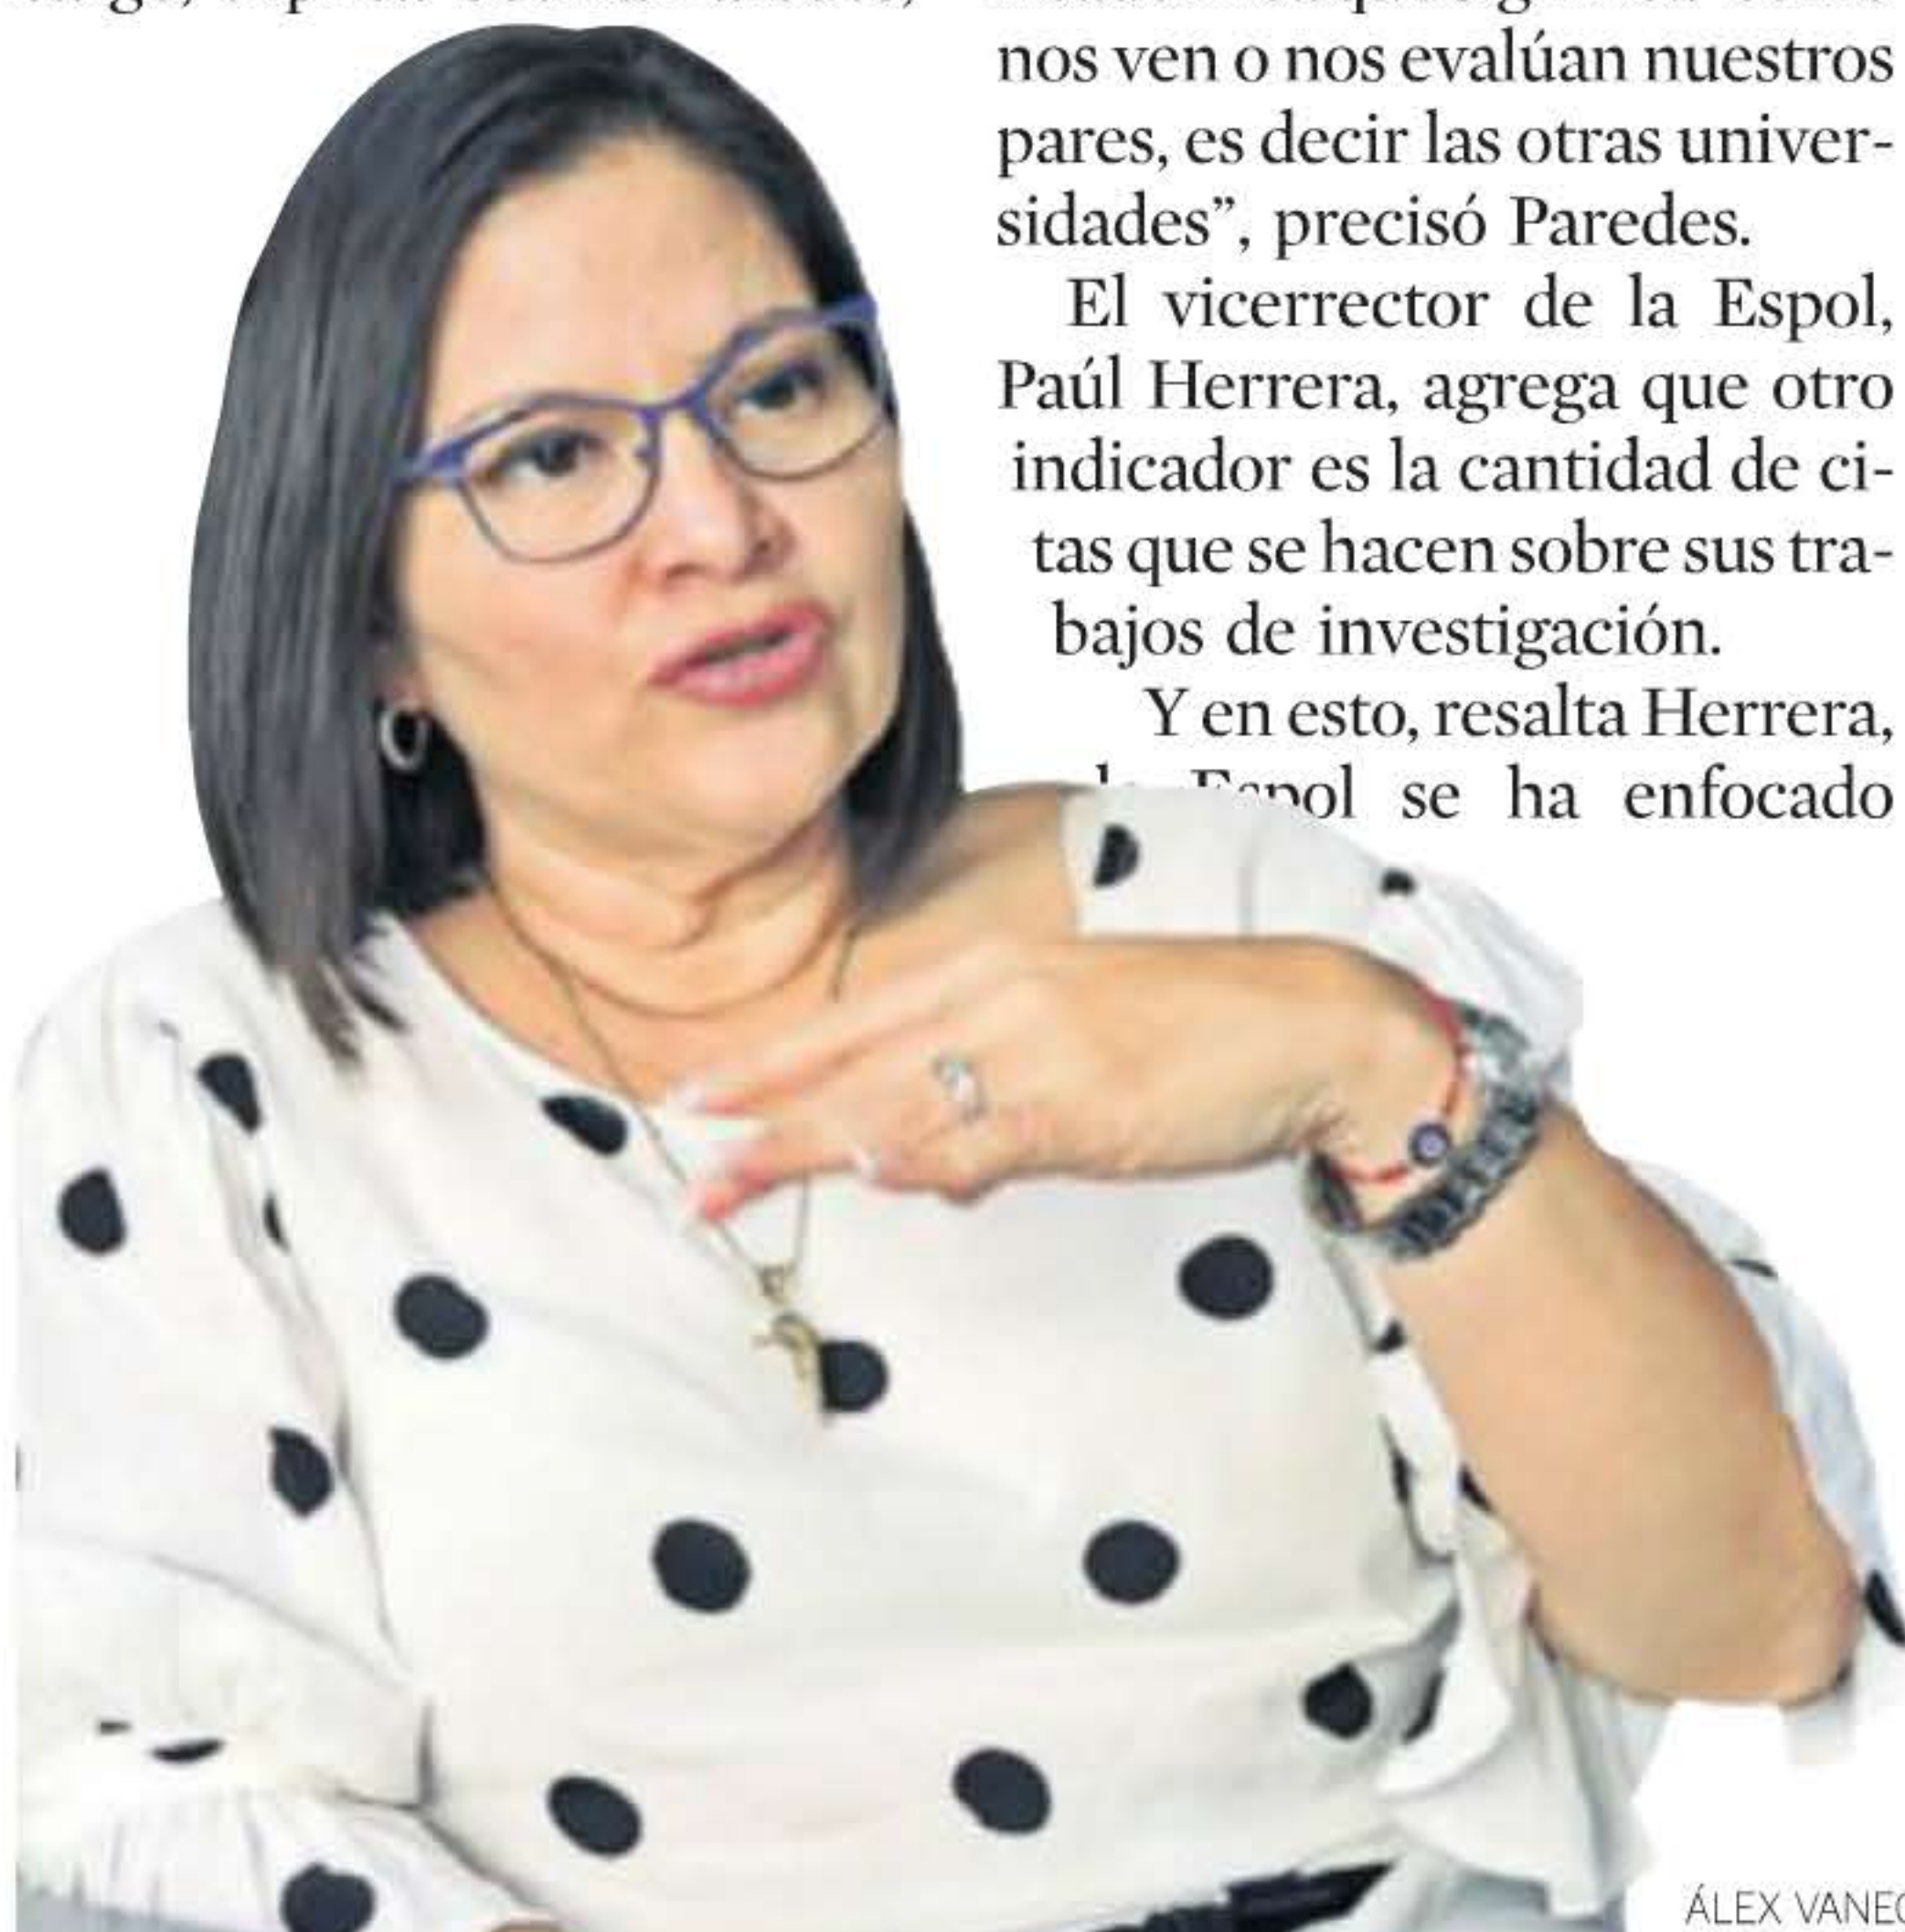 nos ven o nos evalúan nuestros
pares, es decir las otras univer-
sidades”, precisó Paredes.
El vicerrector de la Espol,
Paúl Herrera, agrega que otro
indicador es la cantidad de ci-
tas que se hacen sobre sus tra-
bajos de investigación.
Y en esto, resalta Herrera,
Espol se ha enfocado
ÁLEX